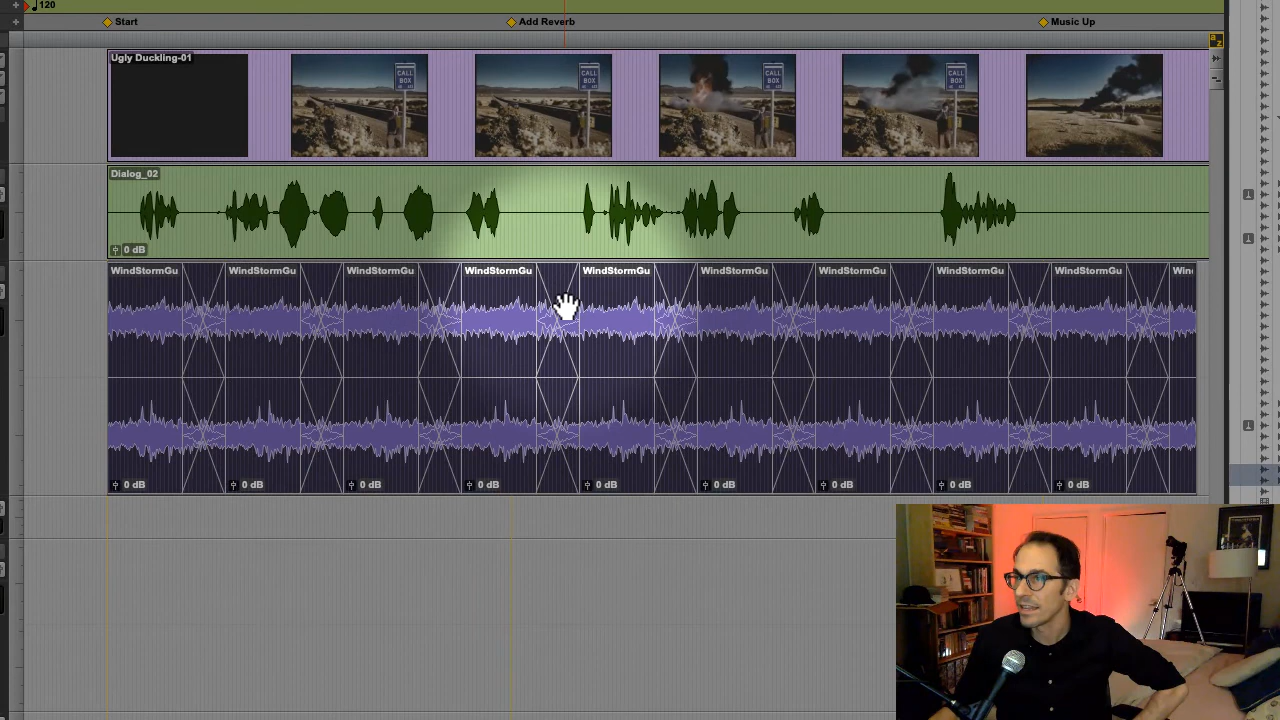 120
Start
Add Reverb
Music Up
a
z
Ugly Duckling-01
CALL
BOX
CALL
BOX
CALL
BOX
CALL
BOX
Dialog_02
0 dB
WindStormGu
WindStormGu
WindStormGu
WindStormGu
WindStormGu
WindStormGu
WindStormGu
WindStormGu
WindStormGu
Win
0 dB
0 dB
0 dB
0 dB
0 dB
0 dB
0 dB
0 dB
0 dB